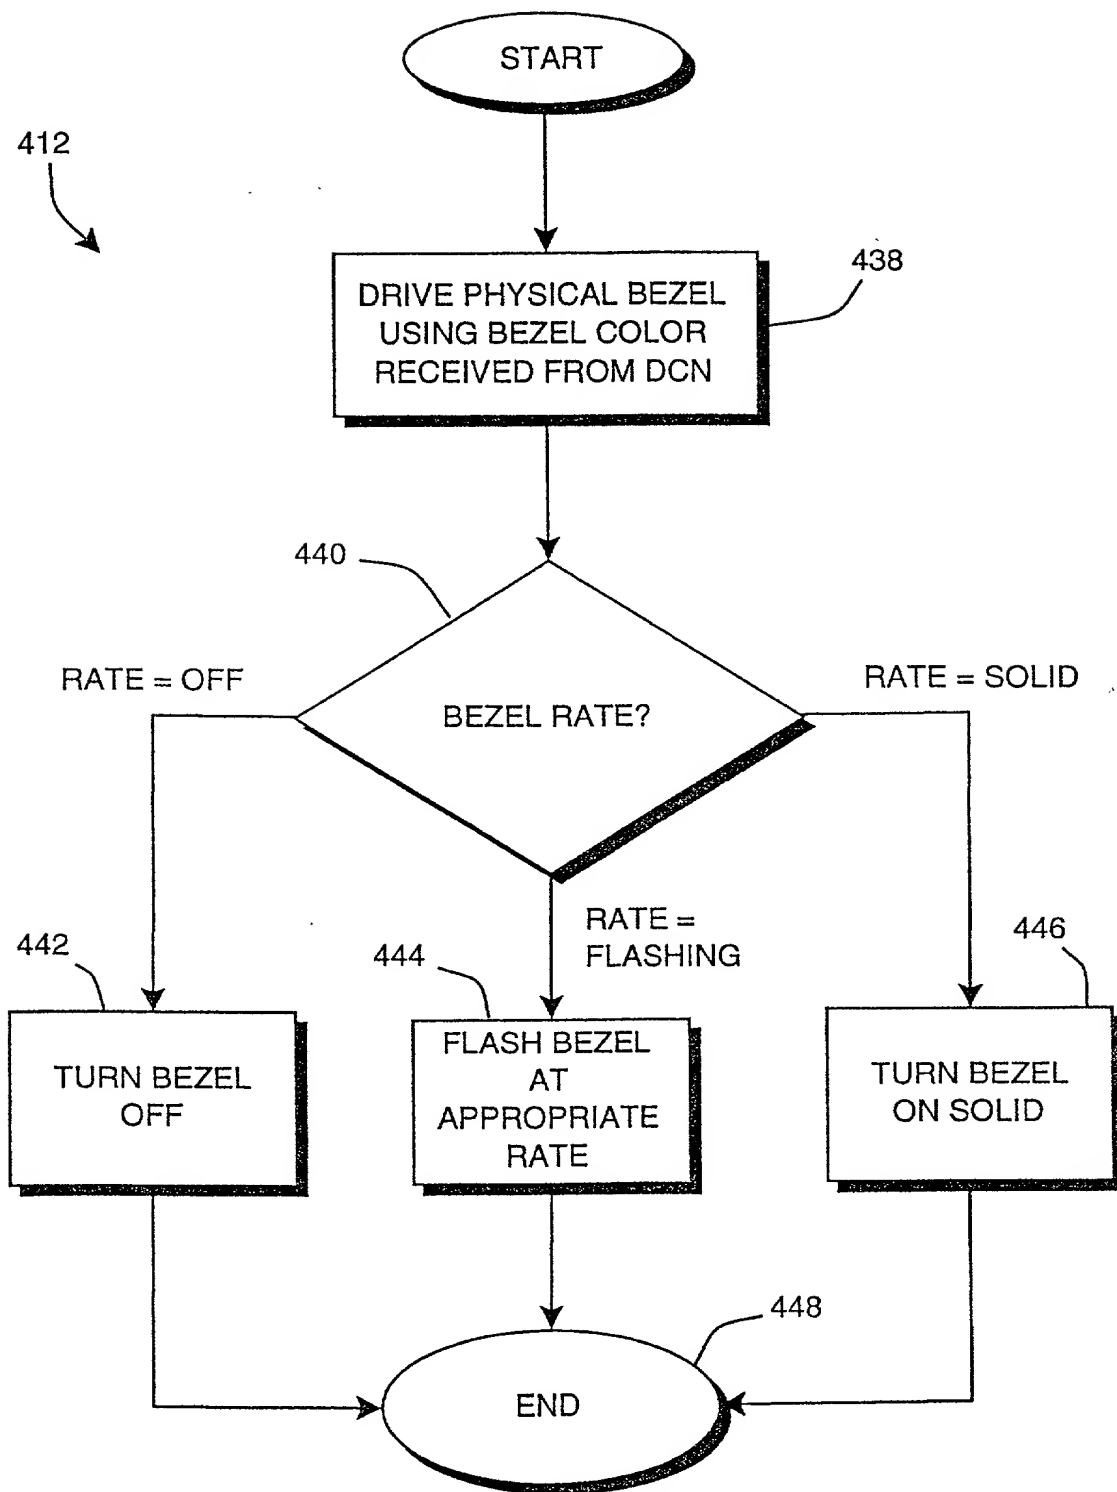 START
412
438
DRIVE PHYSICAL BEZEL
USING BEZEL COLOR
RECEIVED FROM DCN
440
RATE = OFF
BEZEL RATE?
RATE = SOLID
RATE =
FLASHING
442
444
446
TURN BEZEL
OFF
FLASH BEZEL
AT
APPROPRIATE
RATE
TURN BEZEL
ON SOLID
448
END